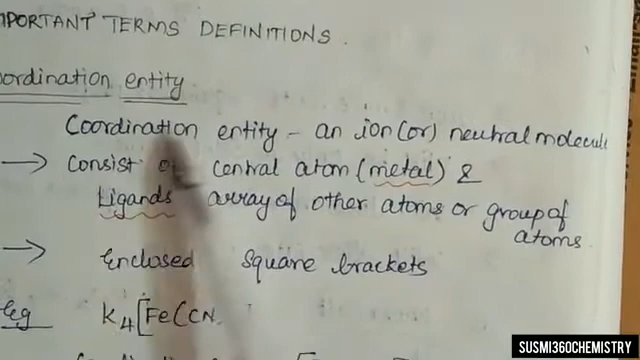 MPORTANT TERMS DEFINITIONS.
ordination entity
Coordination entity - an ion (or) neutral molecule
→ Consist of central atom (metal) &
Ligands array of other atoms or group of
atoms.
→ Enclosed square brackets
Eg K4[Fe(CN
SUSMI360CHEMISTRY